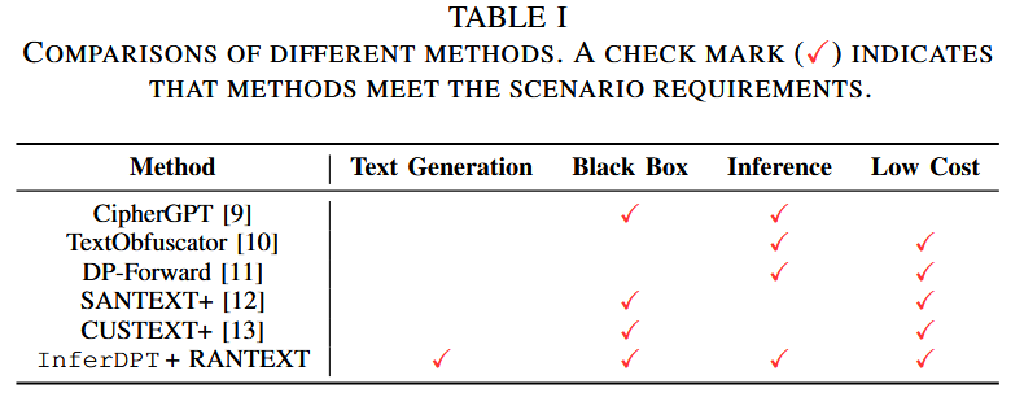 TABLE I
COMPARISONS OF DIFFERENT METHODS. A CHECK MARK (✓) INDICATES
THAT METHODS MEET THE SCENARIO REQUIREMENTS.
Method Text Generation Black Box Inference Low Cost
CipherGPT [9] ✓ ✓
TextObfuscator [10] ✓ ✓
DP-Forward [11] ✓ ✓
SANTEXT+ [12] ✓ ✓
CUSTEXT+ [13] ✓ ✓
InferDPT + RANTEXT ✓ ✓ ✓ ✓